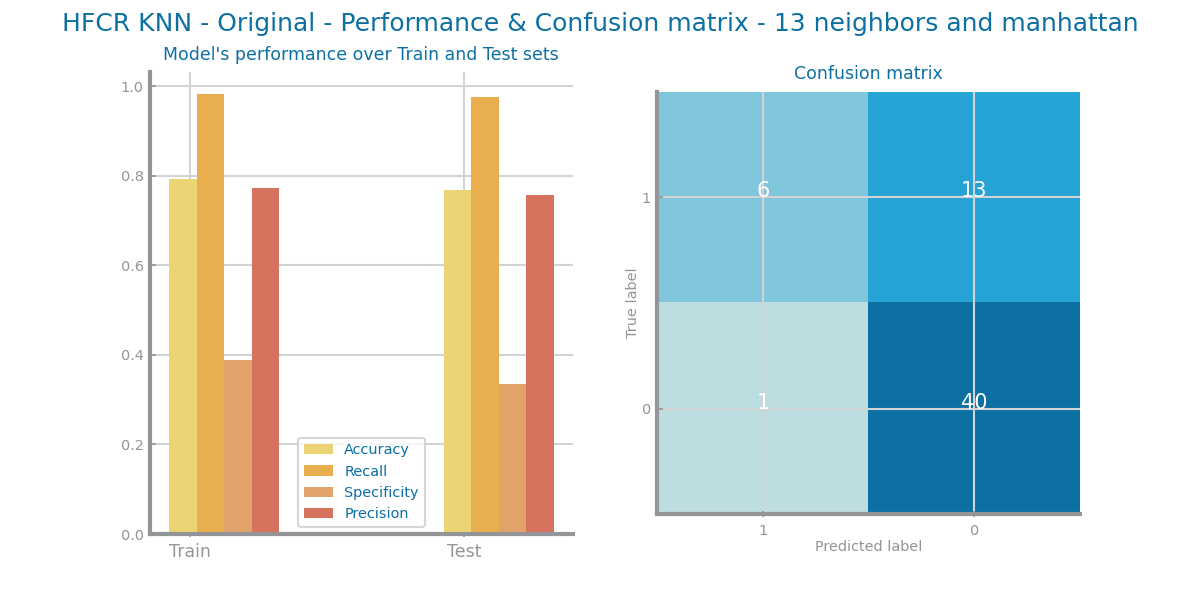 HFCR KNN - Original - Performance & Confusion matrix - 13 neighbors and manhattan
Model's performance over Train and Test sets
1.0
0.8
0.6
0.4
0.2
0.0
Train
Test
Accuracy
Recall
Specificity
Precision
Confusion matrix
True label
1
0
6
13
1
40
1
0
Predicted label